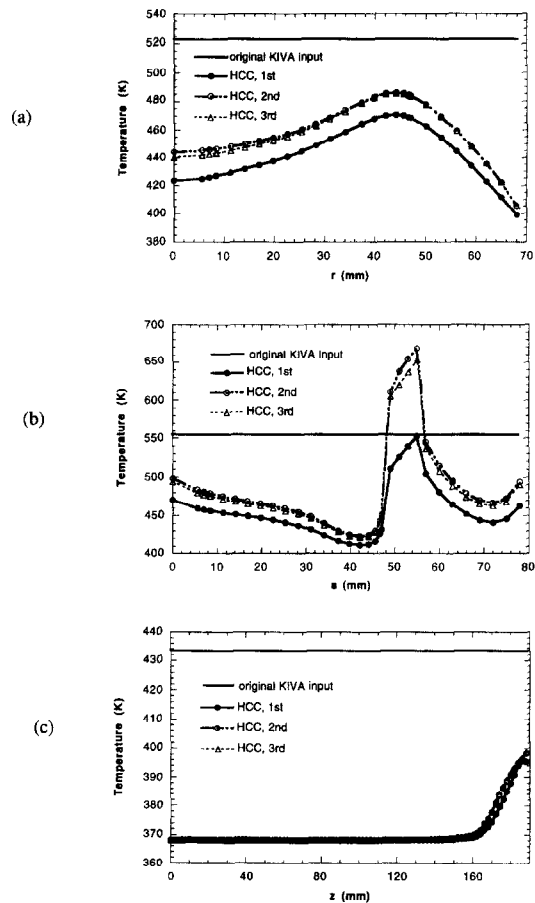 (a)
Temperature (K)
540
520
500
480
460
440
420
400
380
original KIVA input
HCC, 1st
HCC, 2nd
HCC, 3rd
0 10 20 30 40 50 60 70
r (mm)
(b)
Temperature (K)
700
650
600
550
500
450
400
original KIVA input
HCC, 1st
HCC, 2nd
HCC, 3rd
0 10 20 30 40 50 60 70 80
s (mm)
(c)
Temperature (K)
440
430
420
410
400
390
380
370
360
original KIVA input
HCC, 1st
HCC, 2nd
HCC, 3rd
0 40 80 120 160
z (mm)